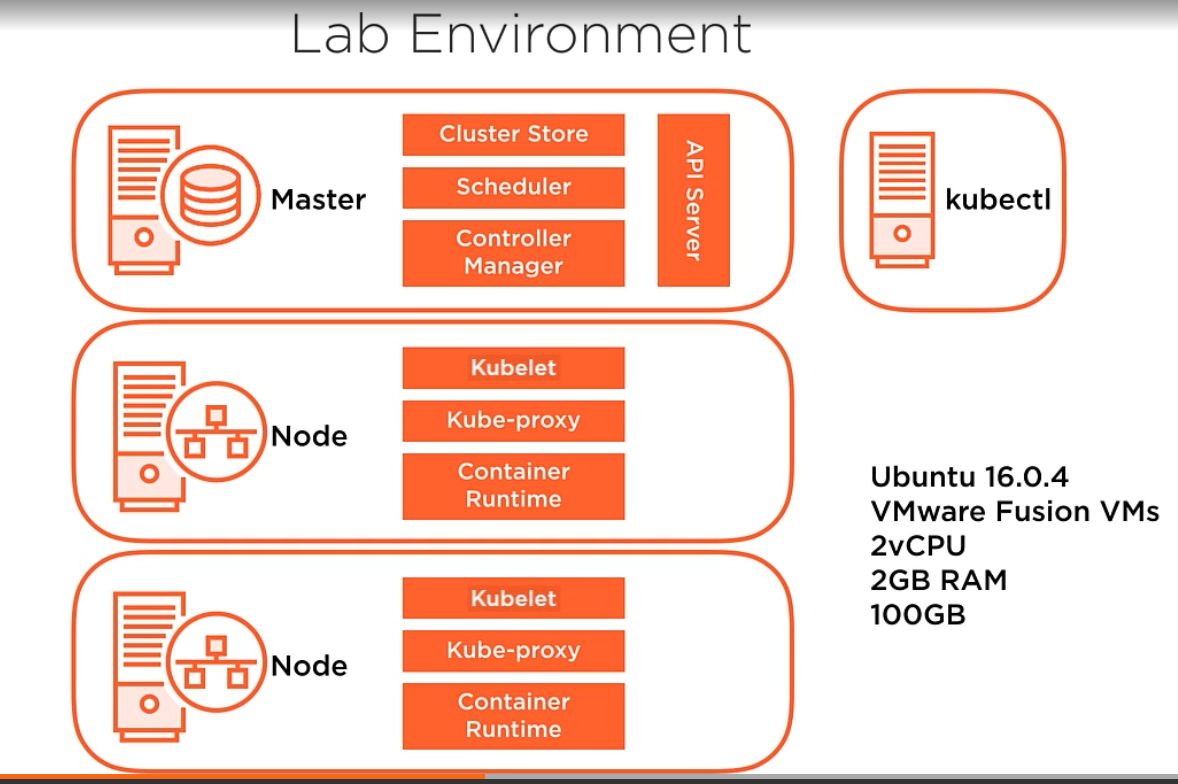 Lab Environment
Master
Cluster Store
Scheduler
Controller
Manager
API Server
kubectl
Node
Kubelet
Kube-proxy
Container
Runtime
Ubuntu 16.0.4
VMware Fusion VMs
2vCPU
2GB RAM
100GB
Node
Kubelet
Kube-proxy
Container
Runtime